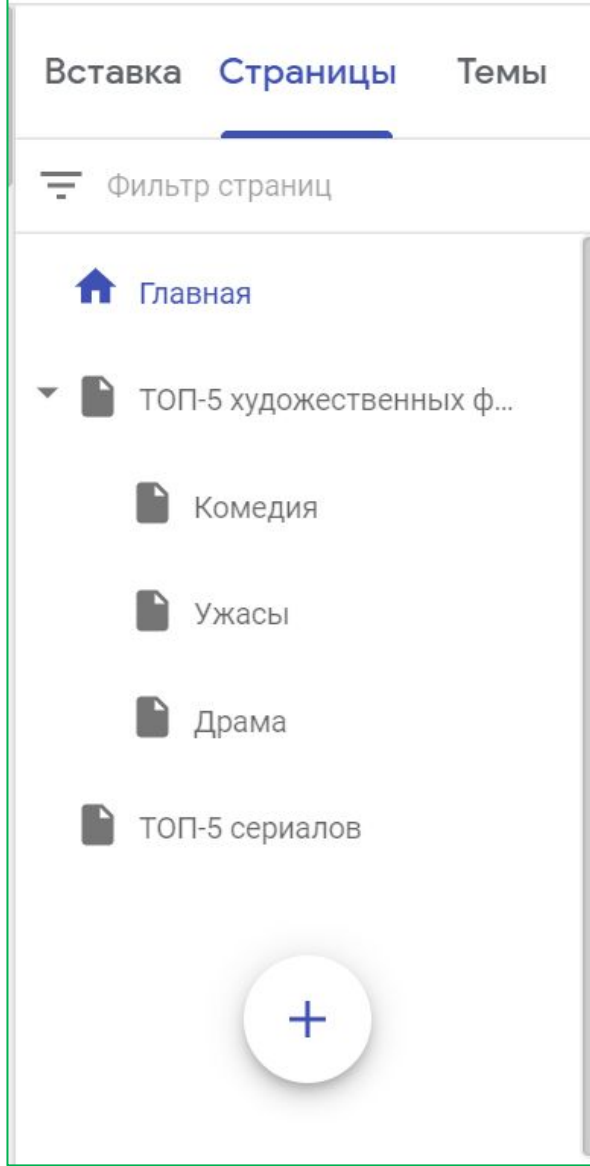 Вставка Страницы Темы
Фильтр страниц
Главная
ТОП-5 художественных ф...
Комедия
Ужасы
Драма
ТОП-5 сериалов
+